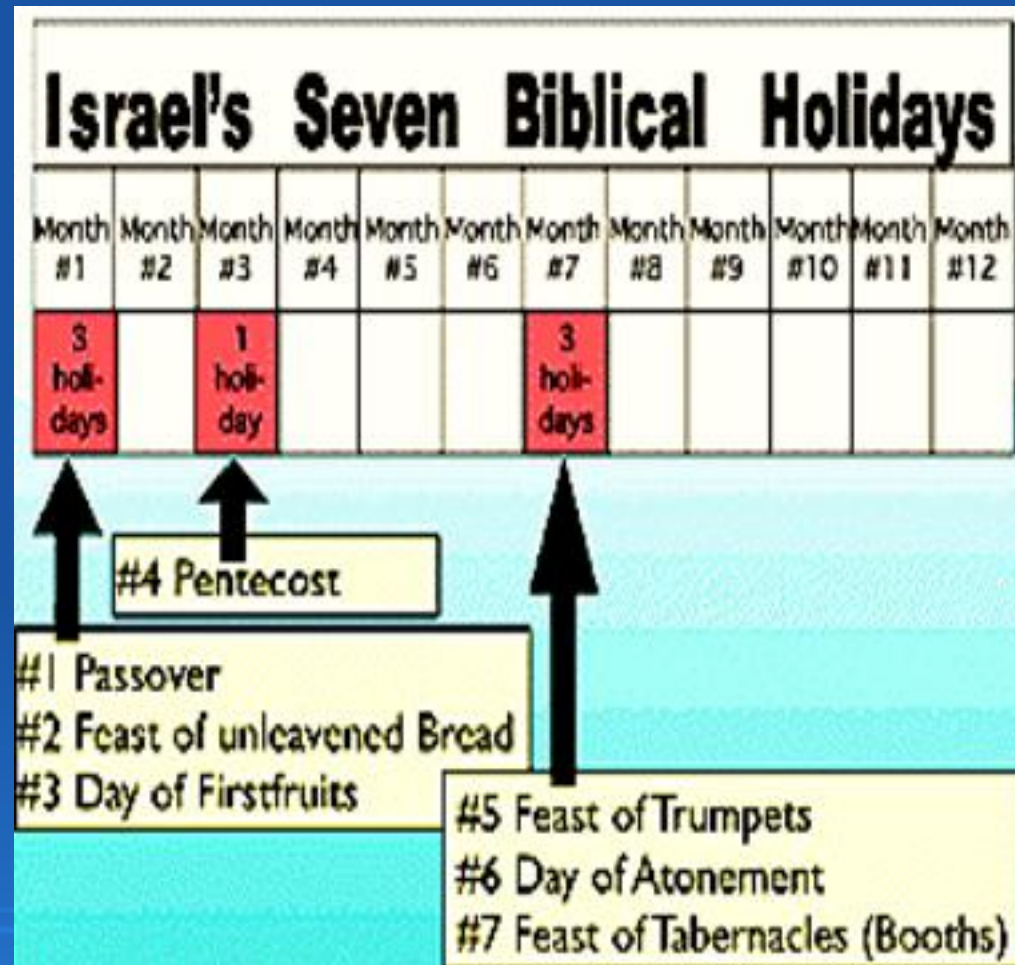 Israel's Seven Biblical Holidays
Month Month Month Month Month Month Month Month Month Month Month Month
#1 #2 #3 #4 #5 #6 #7 #8 #9 #10 #11 #12
3 1 3
holi- holi- holi-
days day days
#4 Pentecost
#1 Passover
#2 Feast of unleavened Bread
#3 Day of Firstfruits
#5 Feast of Trumpets
#6 Day of Atonement
#7 Feast of Tabernacles (Booths)